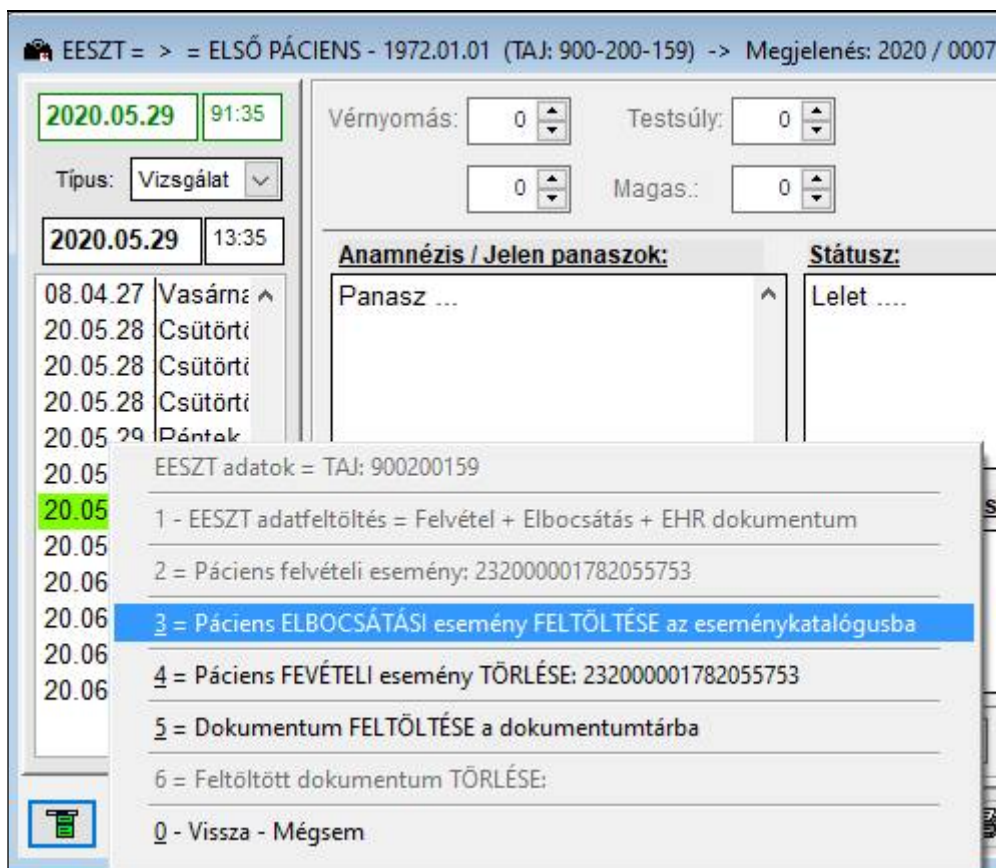 EESZT = > = ELSŐ PÁCIENS - 1972.01.01 (TAJ: 900-200-159) -> Megjelenés: 2020 / 0007
2020.05.29 91:35
Vérnyomás: 0 Testsúly: 0
Típus: Vizsgálat
0 Magas.: 0
2020.05.29 13:35
Anamnézis / Jelen panaszok: Státusz:
Panasz ... Lelet ....
08.04.27 Vasárna
20.05.28 Csütört
20.05.28 Csütört
20.05.28 Csütört
20.05.29 Péntek
20.05
20.05
20.05
20.06
20.06
20.06
20.06
EESZT adatok = TAJ: 900200159
1 - EESZT adatfeltöltés = Felvétel + Elbocsátás + EHR dokumentum
2 = Páciens felvételi esemény: 232000001782055753
3 = Páciens ELBOCSÁTÁSI esemény FELTÖLTÉSE az eseménykatalógusba
4 = Páciens FEVÉTELI esemény TÖRLÉSE: 232000001782055753
5 = Dokumentum FELTÖLTÉSE a dokumentumtárba
6 = Feltöltött dokumentum TÖRLÉSE:
0 - Vissza - Mégsem